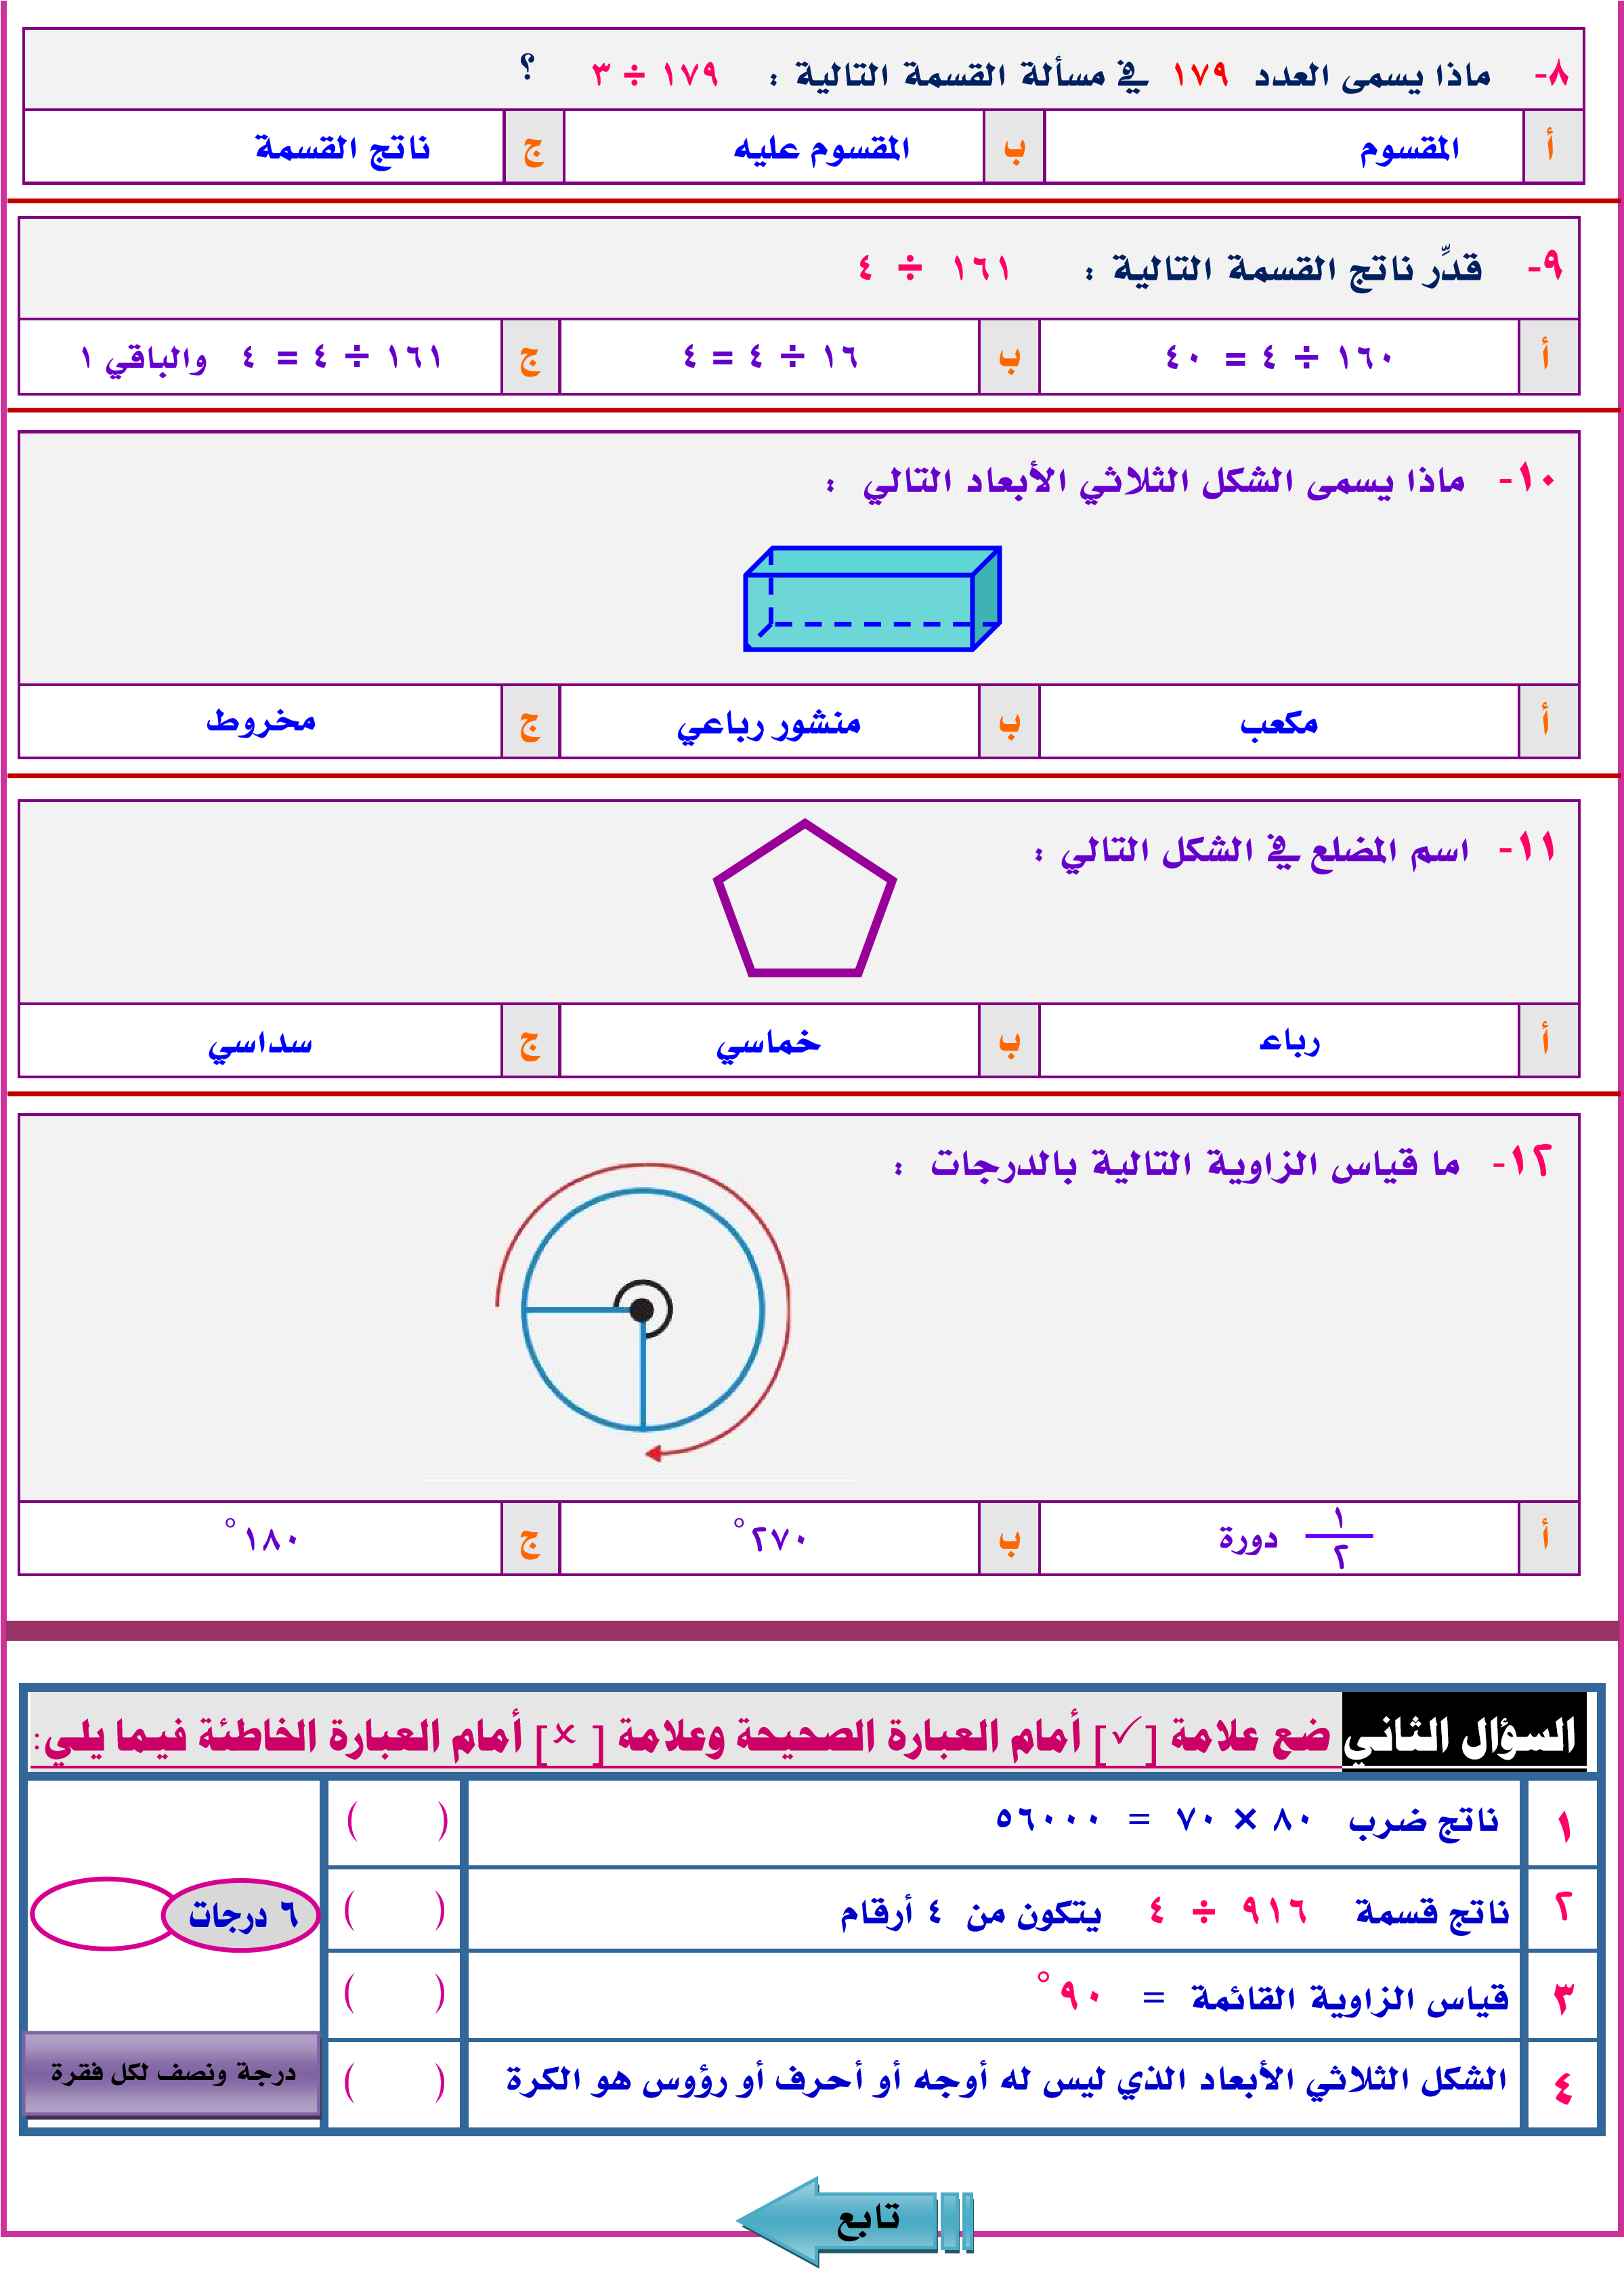 ٨- ماذا يسمى العدد ١٧٩ في مسألة القسمة التالية : ١٧٩ ÷ ٣ ؟
أ المقسوم ب المقسوم عليه ج ناتج القسمة
٩- قدِّر ناتج القسمة التالية : ١٦١ ÷ ٤
أ ١٦٠ ÷ ٤ = ٤٠ ب ١٦ ÷ ٤ = ٤ ج ١٦١ ÷ ٤ = ٤ والباقي ١
١٠- ماذا يسمى الشكل الثلاثي الأبعاد التالي :
أ مكعب ب منشور رباعي ج مخروط
١١- اسم المضلع في الشكل التالي :
أ رباء ب خماسي ج سداسي
١٢- ما قياس الزاوية التالية بالدرجات :
أ ١/٢ دورة ب ٢٧٠° ج ١٨٠°
السؤال الثاني ضع علامة [✓] أمام العبارة الصحيحة وعلامة [ × ] أمام العبارة الخاطئة فيما يلي:
١ ناتج ضرب ٨٠ × ٧٠ = ٥٦٠٠٠ ( )
٢ ناتج قسمة ٩١٦ ÷ ٤ يتكون من ٤ أرقام ( )
٦ درجات
٣ قياس الزاوية القائمة = ٩٠° ( )
٤ الشكل الثلاثي الأبعاد الذي ليس له أوجه أو أحرف أو رؤوس هو الكرة ( )
درجة ونصف لكل فقرة
تابع